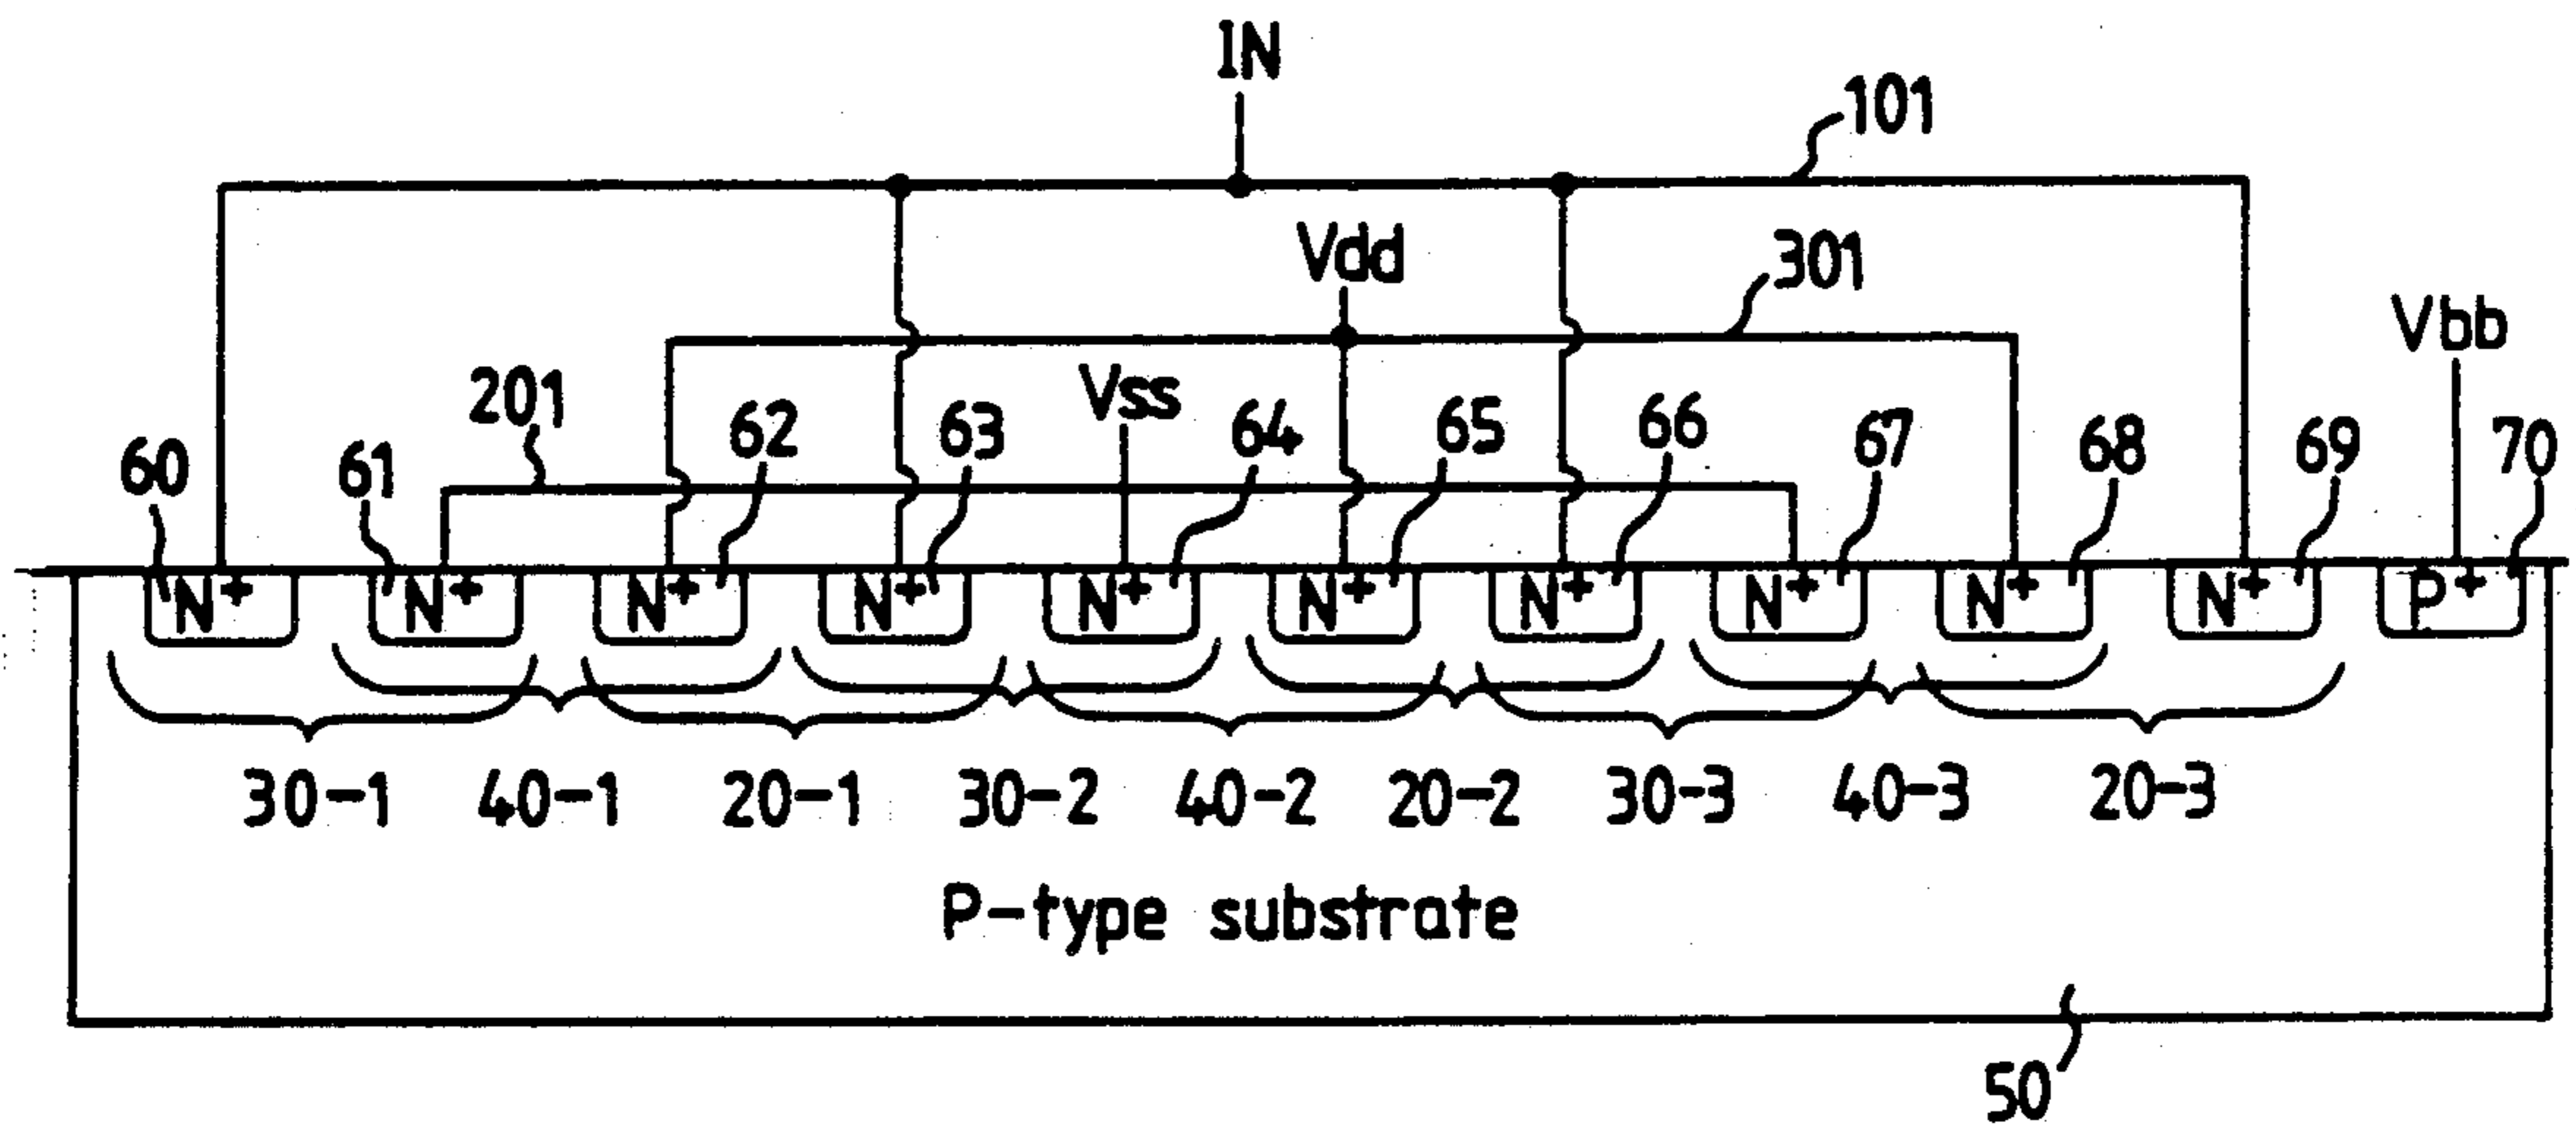 IN
101
Vdd
301
Vbb
Vss
201
60
61
62
63
64
65
66
67
68
69
70
N+
N+
N+
N+
N+
N+
N+
N+
N+
N+
P+
30-1
40-1
20-1
30-2
40-2
20-2
30-3
40-3
20-3
P-type substrate
50